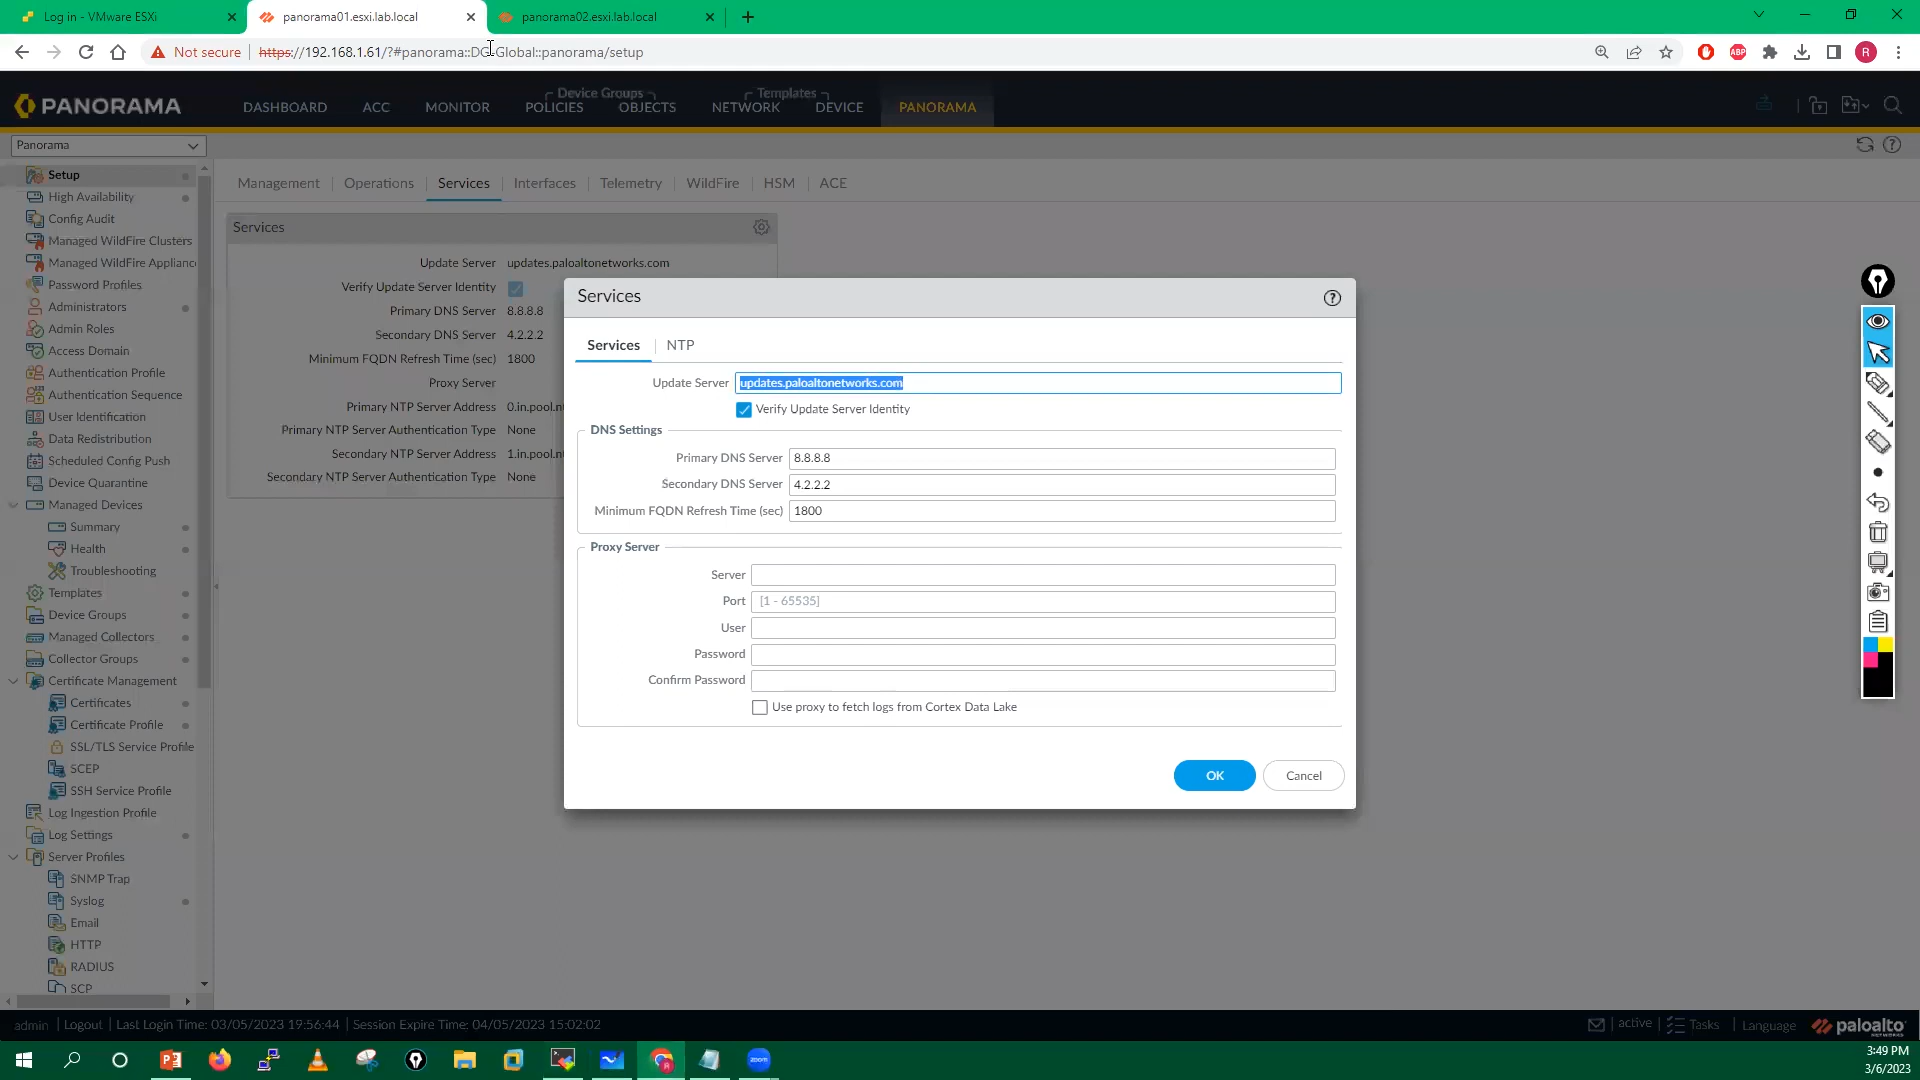 Log in - VMware ESXi
panorama01.esxi.lab.local
panorama02.esxi.lab.local
Not secure
https://192.168.1.61/?#panorama::DG-Global::panorama/setup
ABP
R
PANORAMA
DASHBOARD
ACC
MONITOR
Device Groups
POLICIES
OBJECTS
Templates
NETWORK
DEVICE
PANORAMA
Panorama
Setup
High Availability
Config Audit
Managed WildFire Clusters
Managed WildFire Applianc
Password Profiles
Administrators
Admin Roles
Access Domain
Authentication Profile
Authentication Sequence
User Identification
Data Redistribution
Scheduled Config Push
Device Quarantine
Managed Devices
Summary
Health
Troubleshooting
Templates
Device Groups
Managed Collectors
Collector Groups
Certificate Management
Certificates
Certificate Profile
SSL/TLS Service Profile
SCEP
SSH Service Profile
Log Ingestion Profile
Log Settings
Server Profiles
SNMP Trap
Syslog
Email
HTTP
RADIUS
SCP
Management
Operations
Services
Interfaces
Telemetry
WildFire
HSM
ACE
Services
Update Server updates.paloaltonetworks.com
Verify Update Server Identity
Primary DNS Server 8.8.8.8
Secondary DNS Server 4.2.2.2
Minimum FQDN Refresh Time (sec) 1800
Proxy Server
Primary NTP Server Address 0.in.pool.n
Primary NTP Server Authentication Type None
Secondary NTP Server Address 1.in.pool.n
Secondary NTP Server Authentication Type None
Services
Services
NTP
Update Server updates.paloaltonetworks.com
Verify Update Server Identity
DNS Settings
Primary DNS Server 8.8.8.8
Secondary DNS Server 4.2.2.2
Minimum FQDN Refresh Time (sec) 1800
Proxy Server
Server
Port [1 - 65535]
User
Password
Confirm Password
Use proxy to fetch logs from Cortex Data Lake
OK
Cancel
admin | Logout | Last Login Time: 03/05/2023 19:56:44 | Session Expire Time: 04/05/2023 15:02:02
active | Tasks | Language
paloalto
NETWORKS
zoom
3:49 PM
3/6/2023